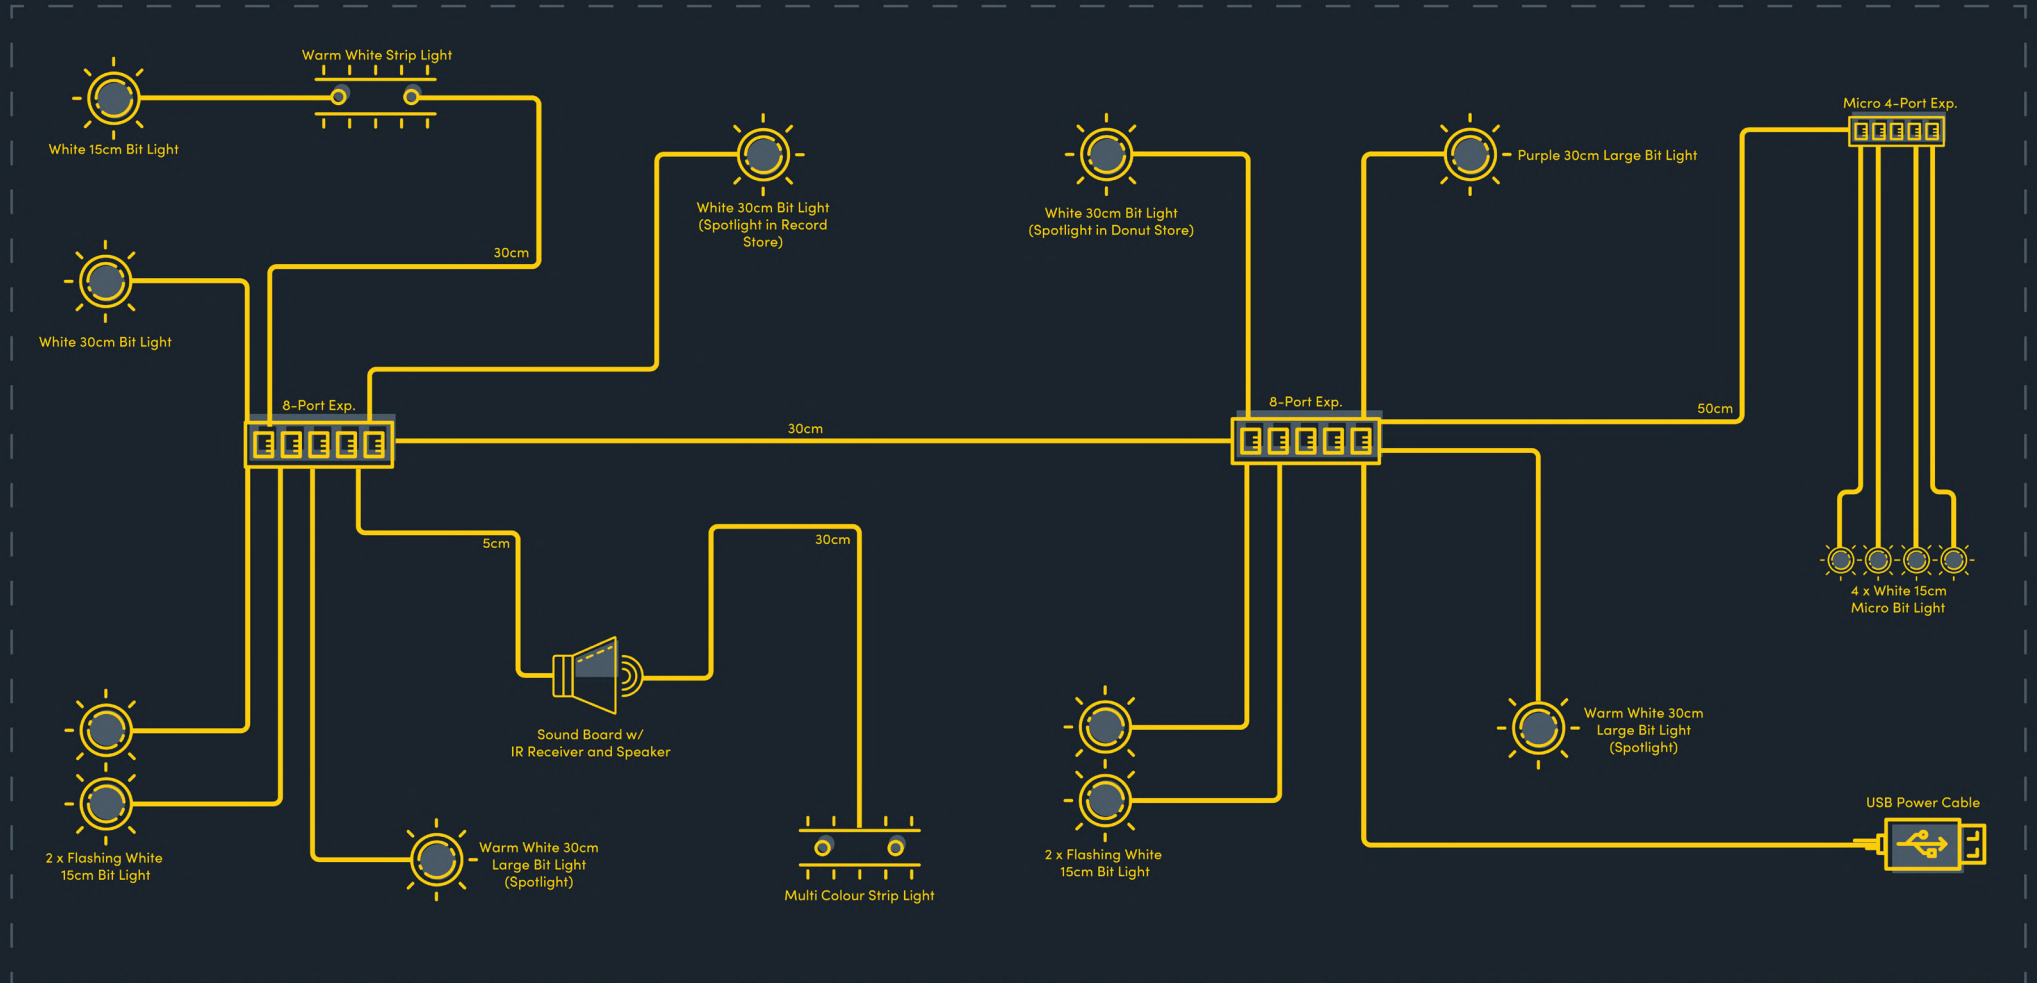 Warm White Strip Light
White 15cm Bit Light
30cm
White 30cm Bit Light
White 30cm Bit Light
(Spotlight in Record
Store)
White 30cm Bit Light
(Spotlight in Donut Store)
Purple 30cm Large Bit Light
Micro 4-Port Exp.
8-Port Exp.
30cm
8-Port Exp.
50cm
5cm
30cm
4 x White 15cm
Micro Bit Light
Sound Board w/
IR Receiver and Speaker
2 x Flashing White
15cm Bit Light
Warm White 30cm
Large Bit Light
(Spotlight)
Multi Colour Strip Light
2 x Flashing White
15cm Bit Light
Warm White 30cm
Large Bit Light
(Spotlight)
USB Power Cable